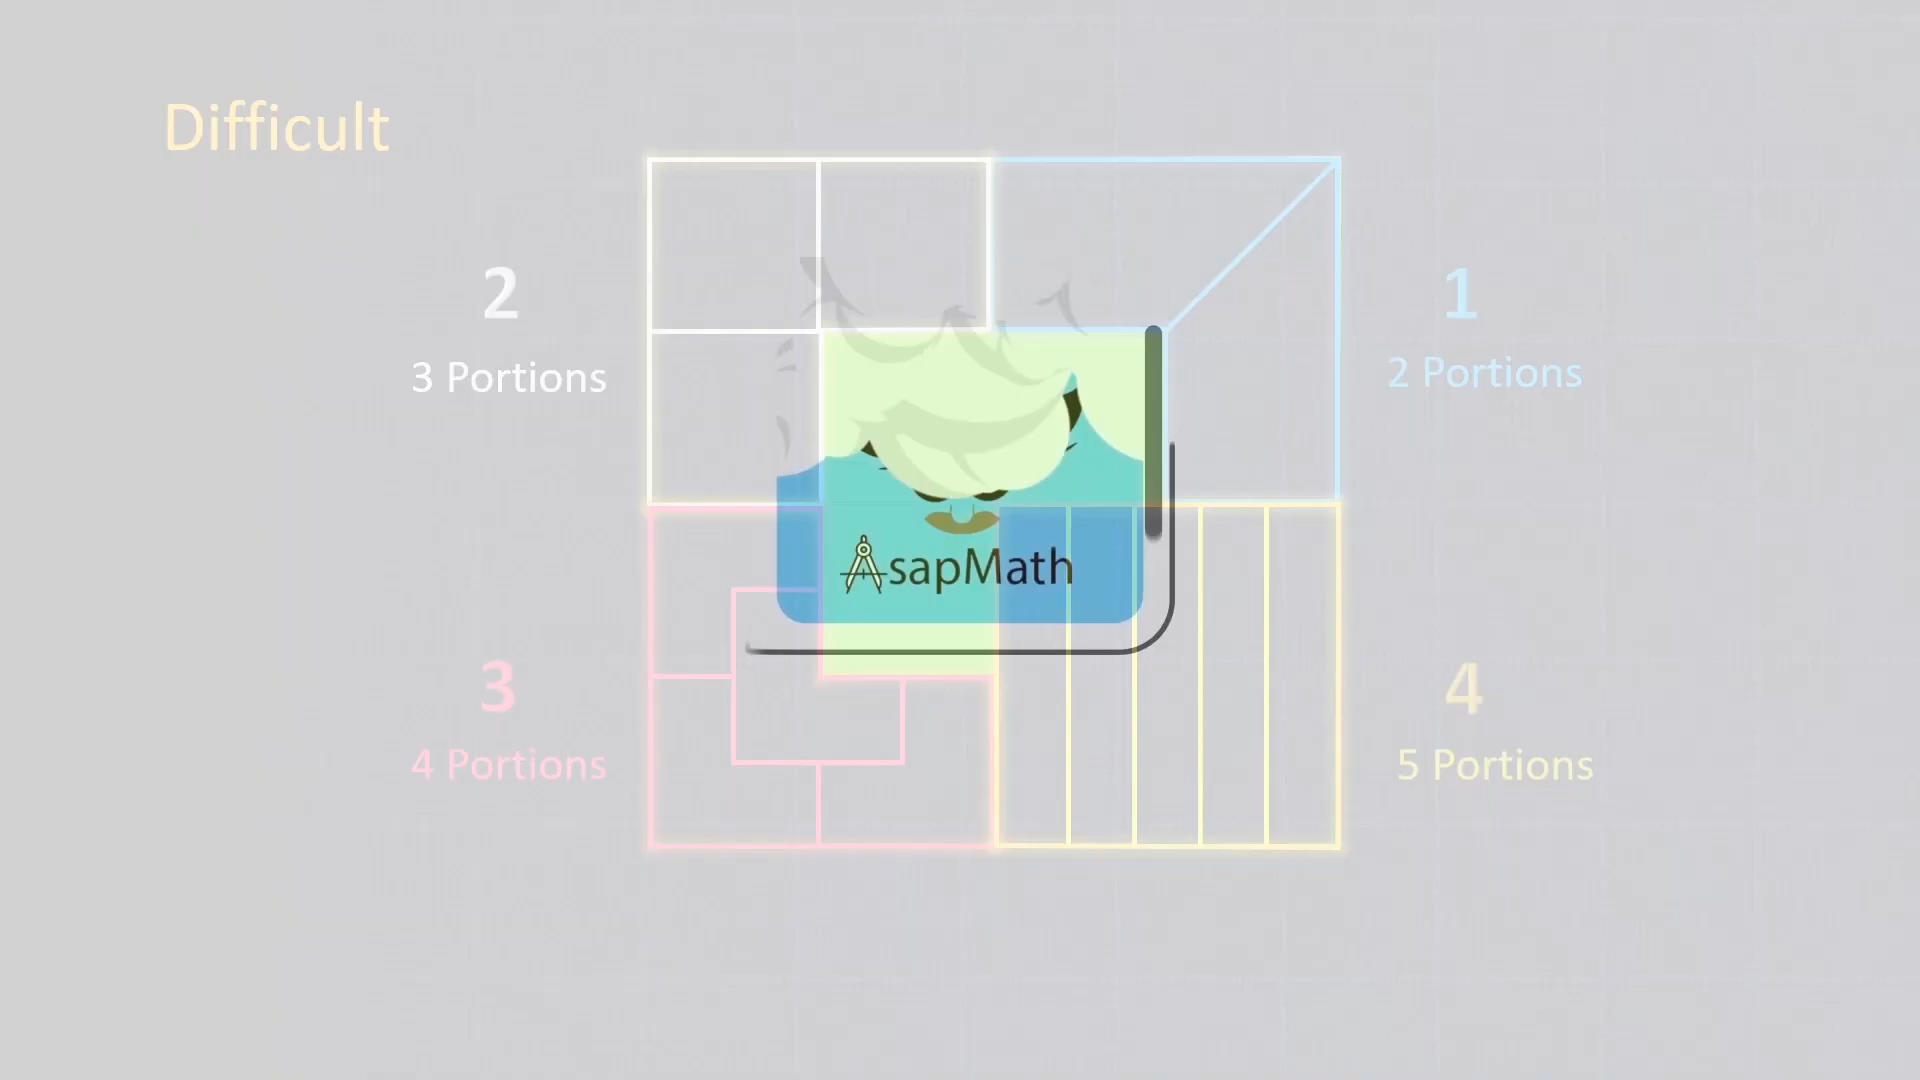 Difficult
2
3 Portions
1
2 Portions
AsapMath
3
4 Portions
4
5 Portions